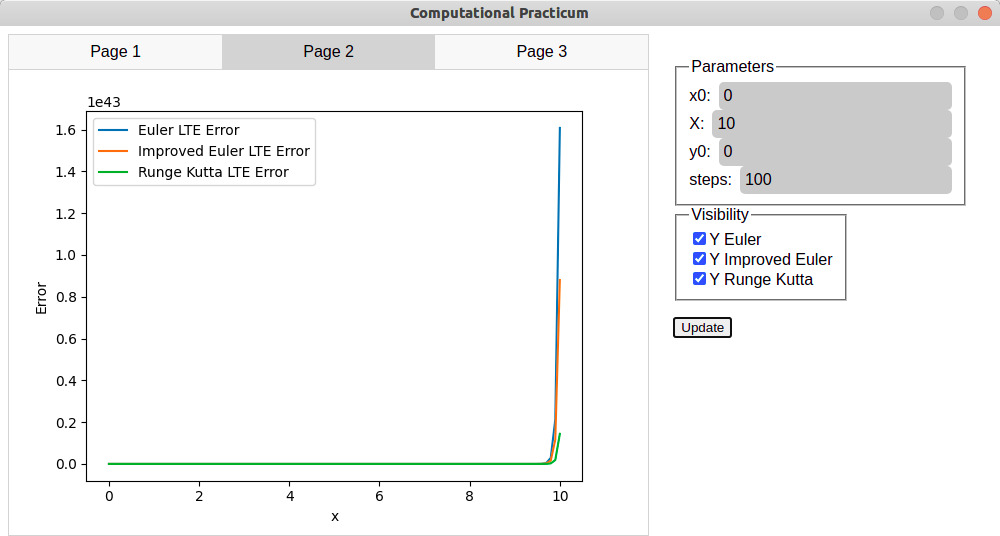 Computational Practicum
Page 1 Page 2 Page 3
1e43
1.6
1.4
1.2
1.0
0.8
0.6
0.4
0.2
0.0
Error
Euler LTE Error
Improved Euler LTE Error
Runge Kutta LTE Error
0 2 4 6 8 10
x
Parameters
x0: 0
X: 10
y0: 0
steps: 100
Visibility
Y Euler
Y Improved Euler
Y Runge Kutta
Update